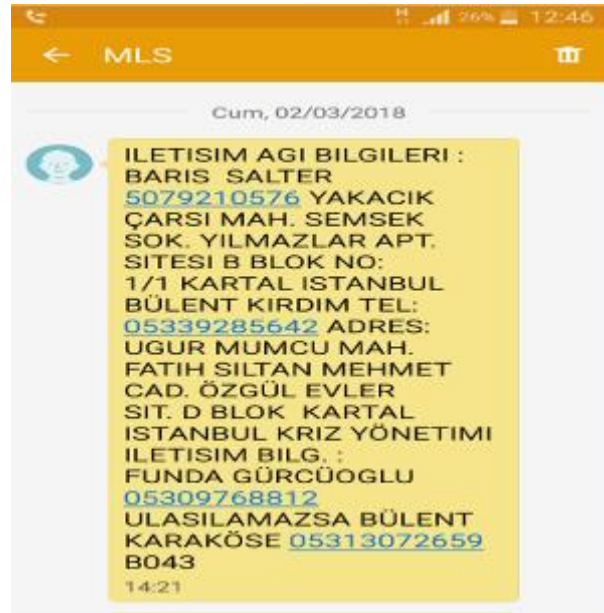 H 26% 12:46
MLS
Cum, 02/03/2018
ILETISIM AGI BILGILERI :
BARIS SALTER
5079210576 YAKACIK
ÇARSI MAH. SEMSEK
SOK. YILMAZLAR APT.
SITESI B BLOK NO:
1/1 KARTAL ISTANBUL
BÜLENT KIRDIM TEL:
05339285642 ADRES:
UGUR MUMCU MAH.
FATIH SILTAN MEHMET
CAD. ÖZGÜL EVLER
SIT. D BLOK KARTAL
ISTANBUL KRIZ YÖNETIMI
ILETISIM BILG. :
FUNDA GÜRCÜOGLU
05309768812
ULASILAMAZSA BÜLENT
KARAKÖSE 05313072659
B043
14:21